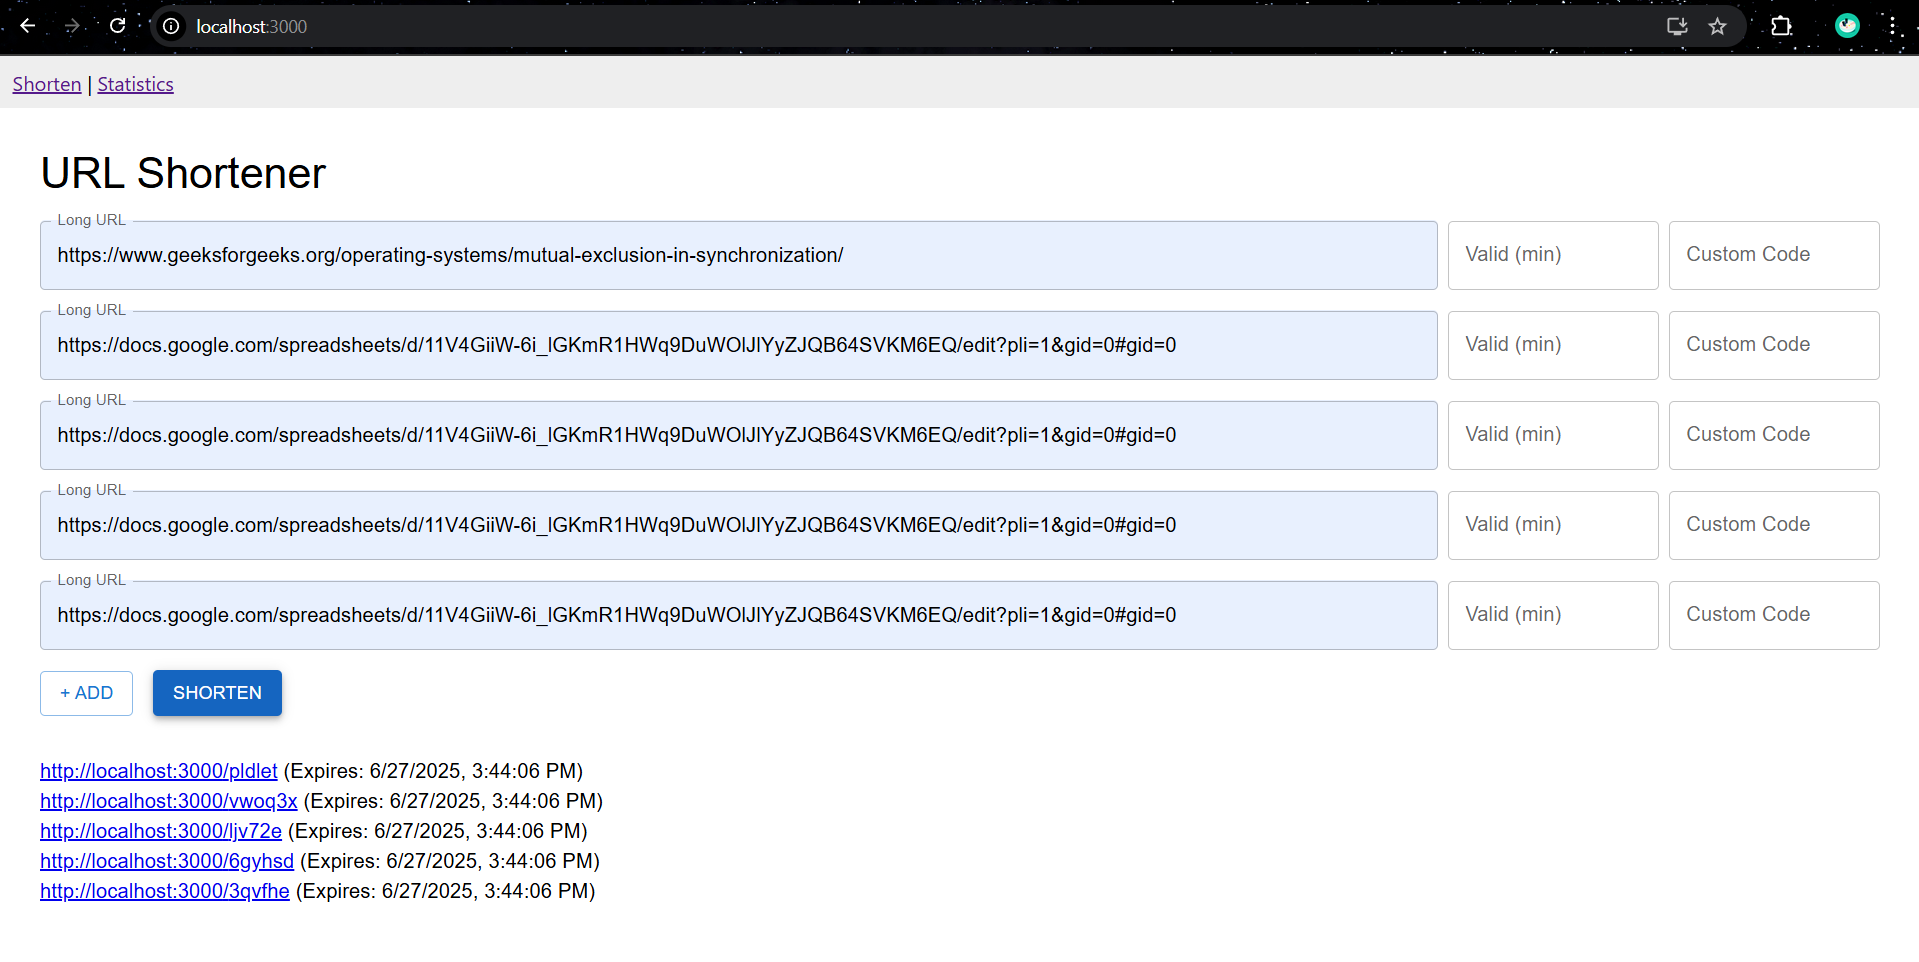 localhost:3000
Shorten | Statistics
URL Shortener
Long URL
https://www.geeksforgeeks.org/operating-systems/mutual-exclusion-in-synchronization/
Valid (min)
Custom Code
Long URL
https://docs.google.com/spreadsheets/d/11V4GiiW-6i_lGKmR1HWq9DuWOlJlYyZJQB64SVKM6EQ/edit?pli=1&gid=0#gid=0
Valid (min)
Custom Code
Long URL
https://docs.google.com/spreadsheets/d/11V4GiiW-6i_lGKmR1HWq9DuWOlJlYyZJQB64SVKM6EQ/edit?pli=1&gid=0#gid=0
Valid (min)
Custom Code
Long URL
https://docs.google.com/spreadsheets/d/11V4GiiW-6i_lGKmR1HWq9DuWOlJlYyZJQB64SVKM6EQ/edit?pli=1&gid=0#gid=0
Valid (min)
Custom Code
Long URL
https://docs.google.com/spreadsheets/d/11V4GiiW-6i_lGKmR1HWq9DuWOlJlYyZJQB64SVKM6EQ/edit?pli=1&gid=0#gid=0
Valid (min)
Custom Code
+ ADD
SHORTEN
http://localhost:3000/pldlet (Expires: 6/27/2025, 3:44:06 PM)
http://localhost:3000/vwoq3x (Expires: 6/27/2025, 3:44:06 PM)
http://localhost:3000/ljv72e (Expires: 6/27/2025, 3:44:06 PM)
http://localhost:3000/6gyhsd (Expires: 6/27/2025, 3:44:06 PM)
http://localhost:3000/3qvfhe (Expires: 6/27/2025, 3:44:06 PM)